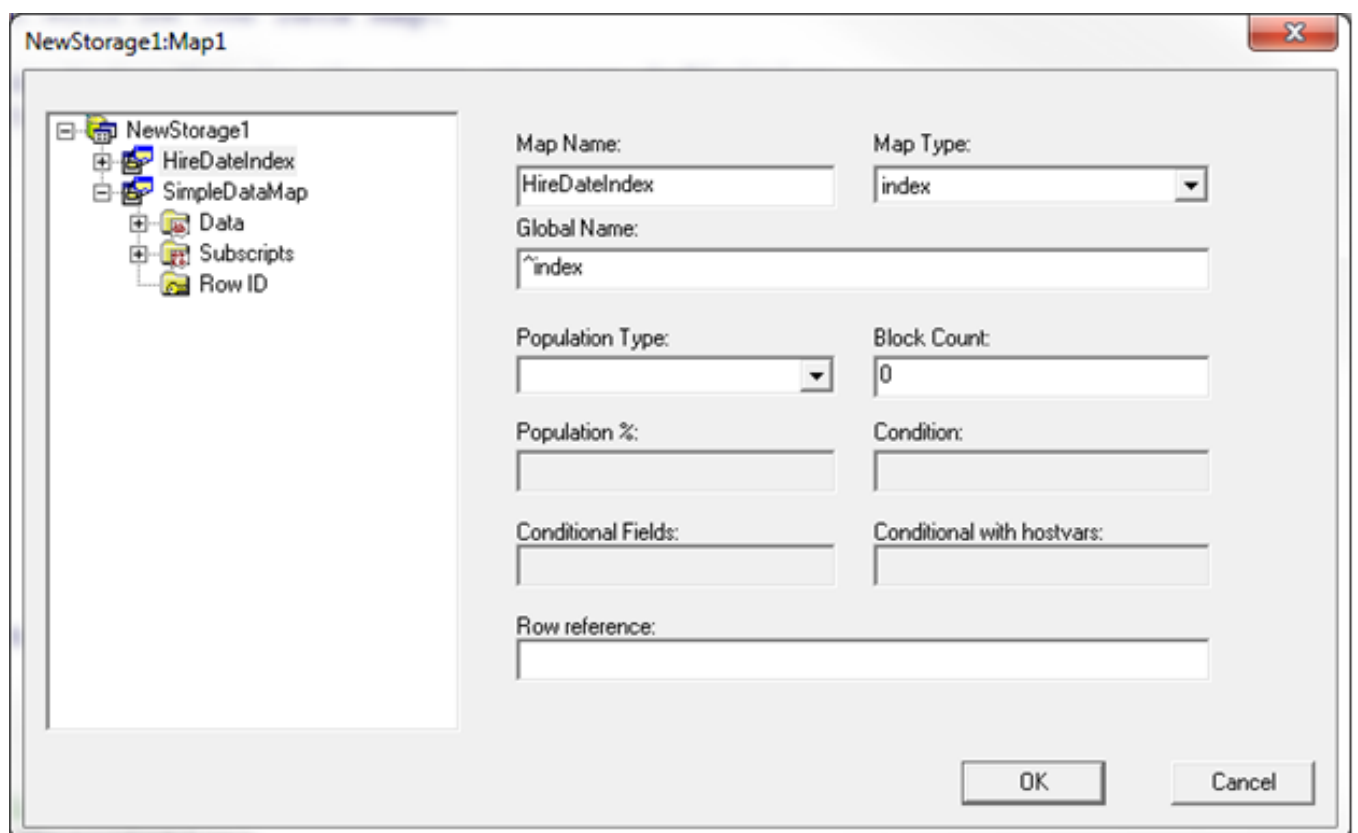 NewStorage1:Map1
NewStorage1
HireDateIndex
SimpleDataMap
Data
Subscripts
Row ID
Map Name:
Map Type:
HireDateIndex
index
Global Name:
^index
Population Type:
Block Count:
0
Population %:
Condition:
Conditional Fields:
Conditional with hostvars:
Row reference:
OK
Cancel